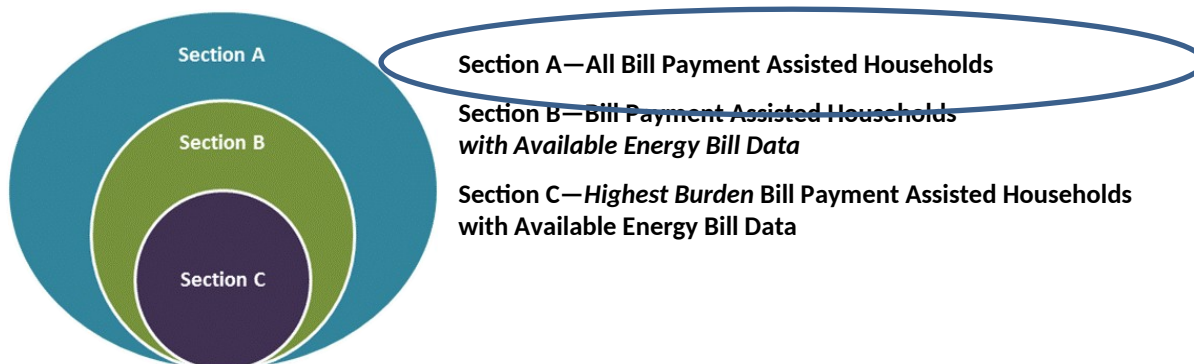 Section A
Section B
Section C
Section A—All Bill Payment Assisted Households
Section B—Bill Payment Assisted Households
with Available Energy Bill Data
Section C—Highest Burden Bill Payment Assisted Households
with Available Energy Bill Data